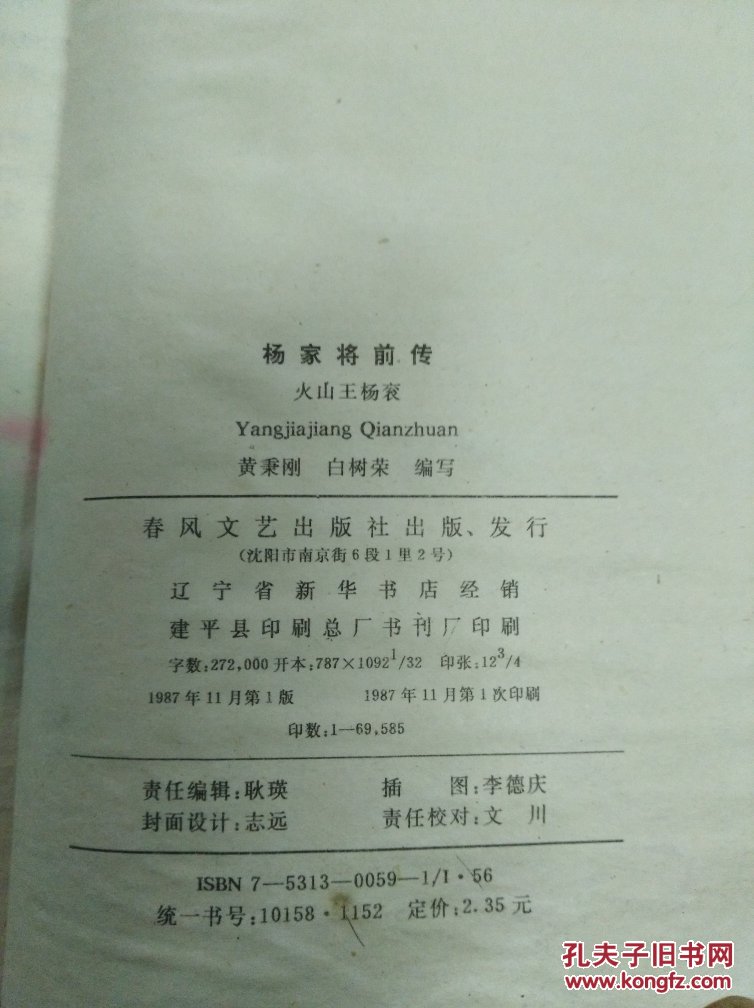 杨家将前传
火山王杨衮
Yangjiajiang Qianzhuan
黄秉刚 白树荣 编写
春风文艺出版社出版、发行
(沈阳市南京街6段1里2号)
辽宁省新华书店经销
建平县印刷总厂书刊厂印刷
字数:272,000 开本:787×1092 1/32 印张:12 3/4
1987年11月第1版 1987年11月第1次印刷
印数:1—69,585
责任编辑:耿瑛 插 图:李德庆
封面设计:志远 责任校对:文 川
ISBN 7—5313—0059—1/I·56
统一书号:10158·1152 定价:2.35元
孔夫子旧书网
www.kongfz.com